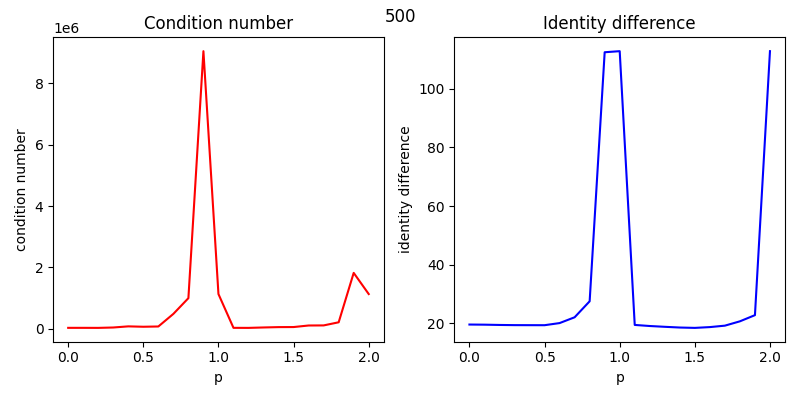 500
Condition number
1e6
condition number
8
6
4
2
0
0.0 0.5 1.0 1.5 2.0
p
Identity difference
identity difference
100
80
60
40
20
0.0 0.5 1.0 1.5 2.0
p